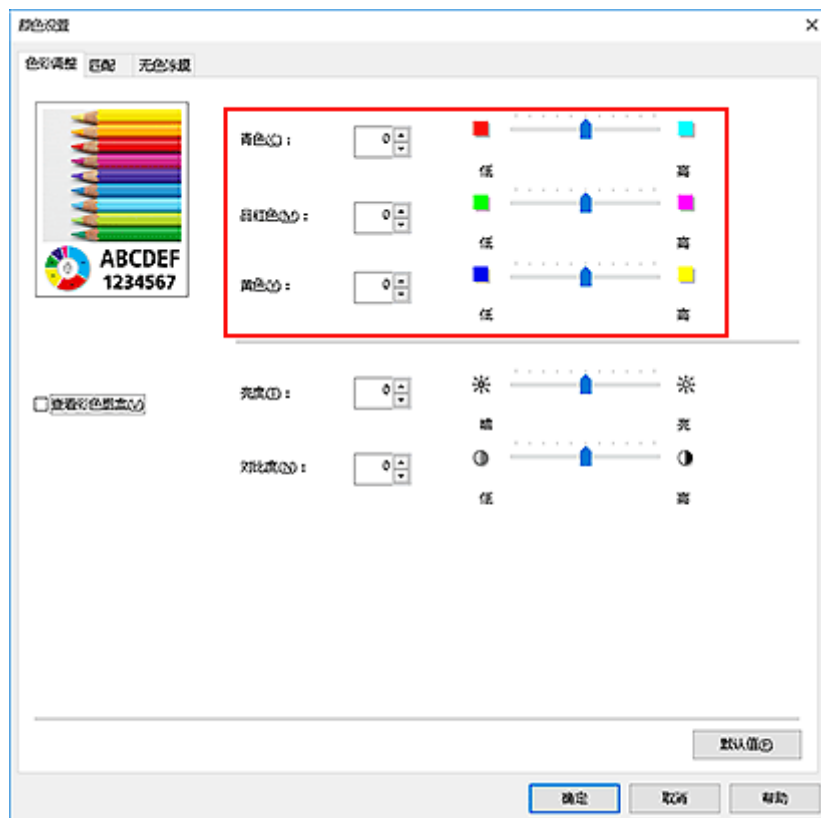 颜色设置
色彩调整 匹配 无色涂膜
ABCDEF
1234567
青色(C)：
0
低 高
品红色(M)：
0
低 高
黄色(Y)：
0
低 高
查看彩色图案(V)
亮度(T)：
0
暗 亮
对比度(N)：
0
低 高
默认值(F)
确定 取消 帮助